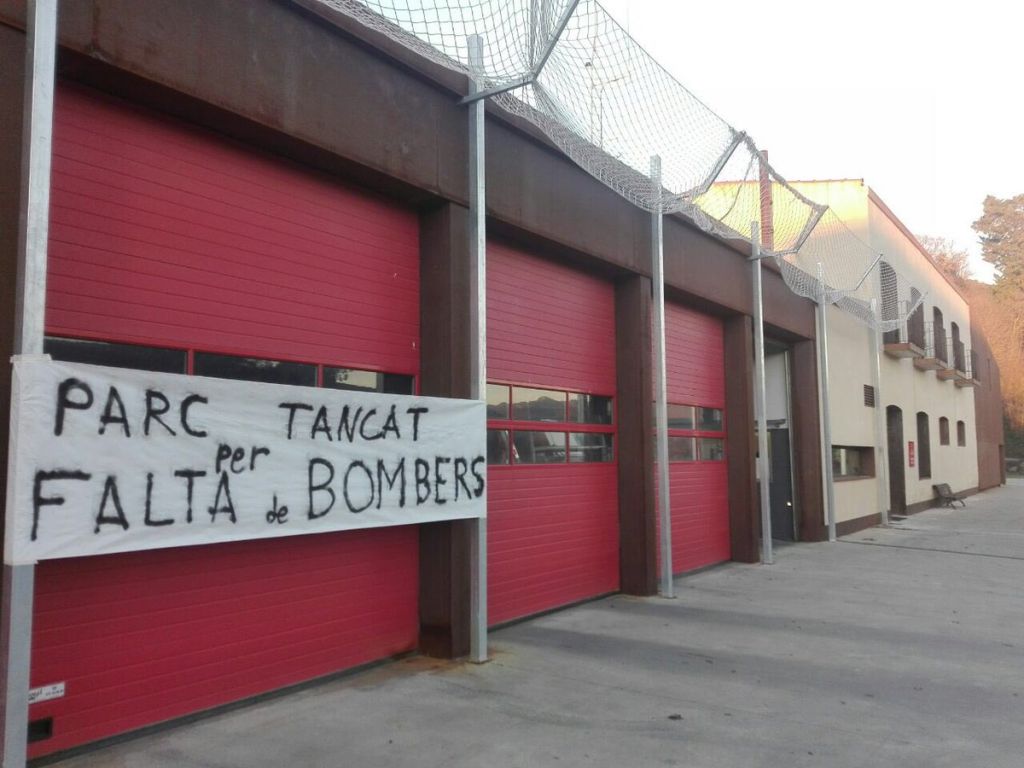 PARC TANCAT
per
FALTA de BOMBERS